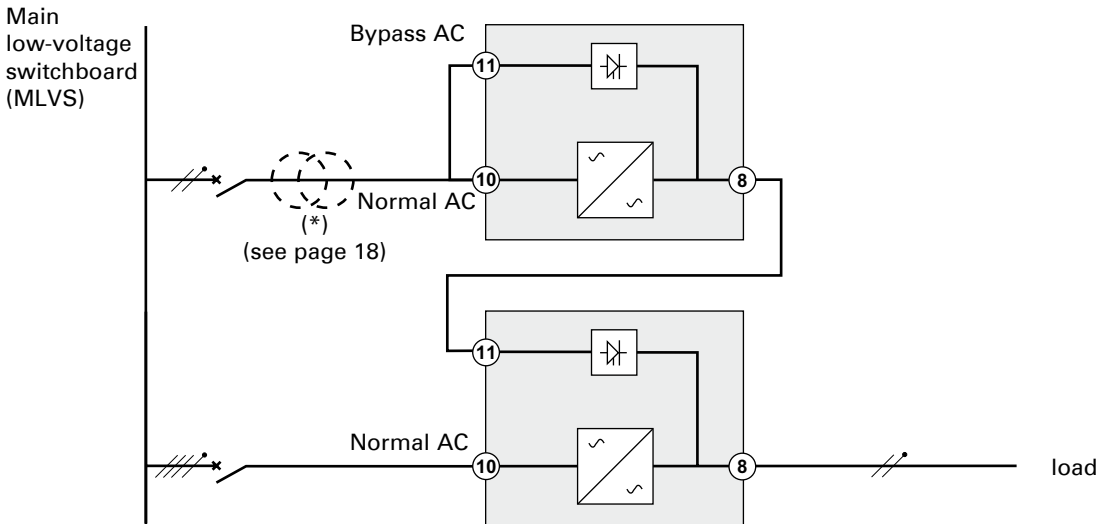 Main
low-voltage
switchboard
(MLVS)
Bypass AC
11
10
8
Normal AC
(*)
(see page 18)
11
Normal AC
10
8
load